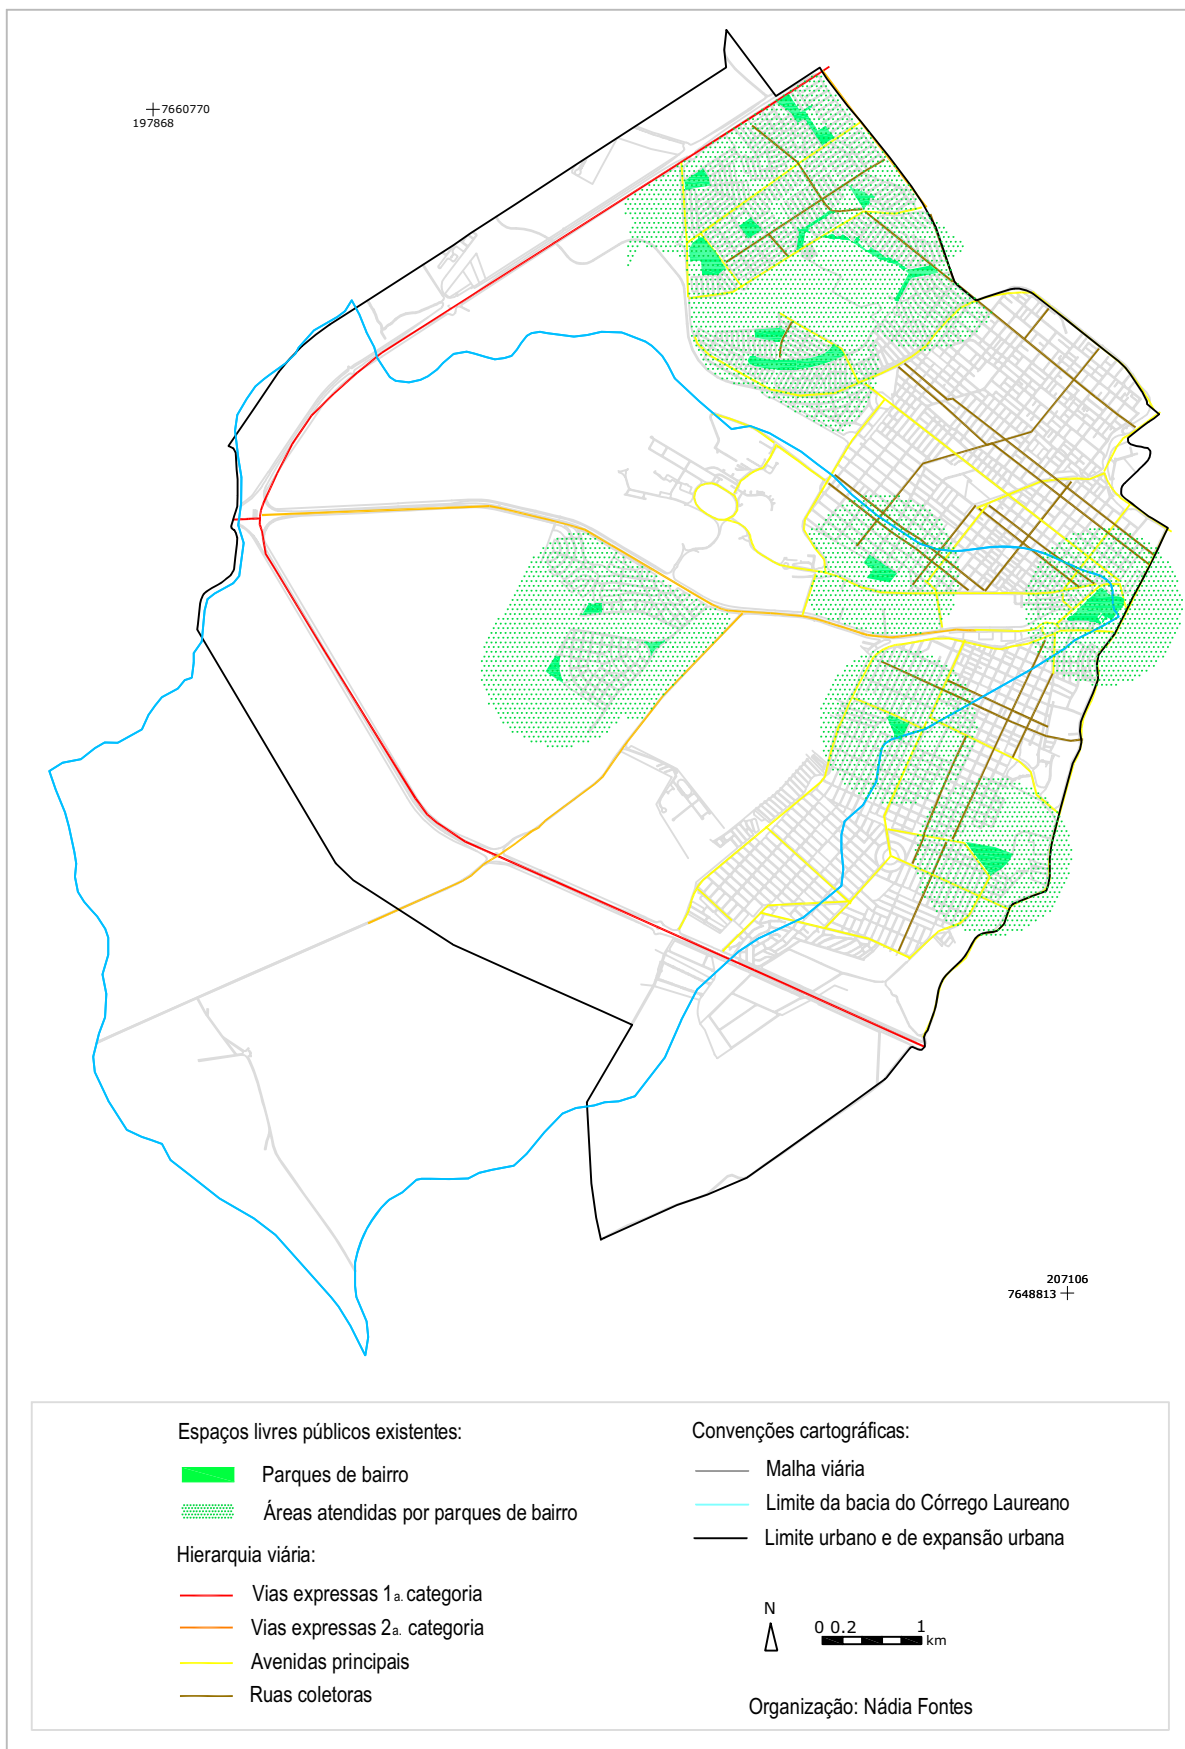 7660770
197868
207106
7648813
Espaços livres públicos existentes:
Parques de bairro
Áreas atendidas por parques de bairro
Hierarquia viária:
Vias expressas 1a. categoria
Vias expressas 2a. categoria
Avenidas principais
Ruas coletoras
Convenções cartográficas:
Malha viária
Limite da bacia do Córrego Laureano
Limite urbano e de expansão urbana
N
0 0.2 1
km
Organização: Nádia Fontes